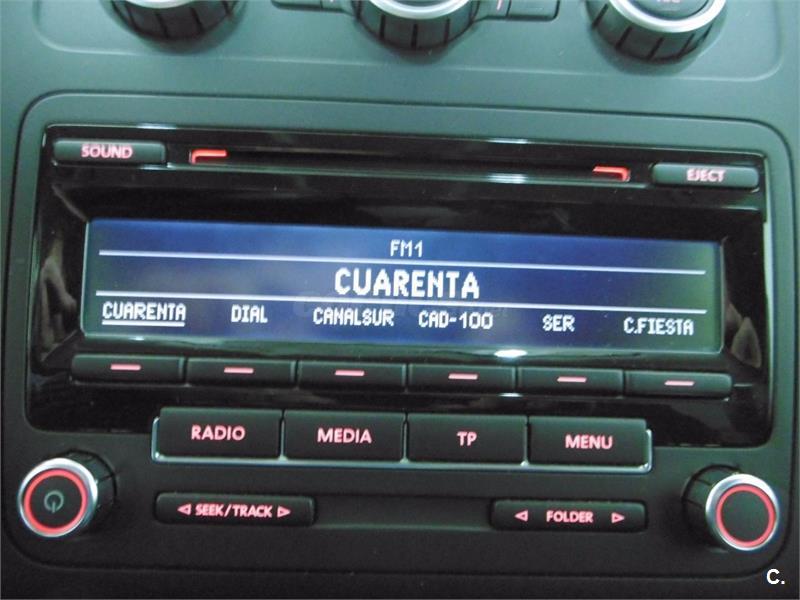 SOUND
EJECT
FM1
CUARENTA
CUARENTA DIAL CANALSUR CAD-100 SER C.FIESTA
RADIO MEDIA TP MENU
SEEK/TRACK FOLDER
C.